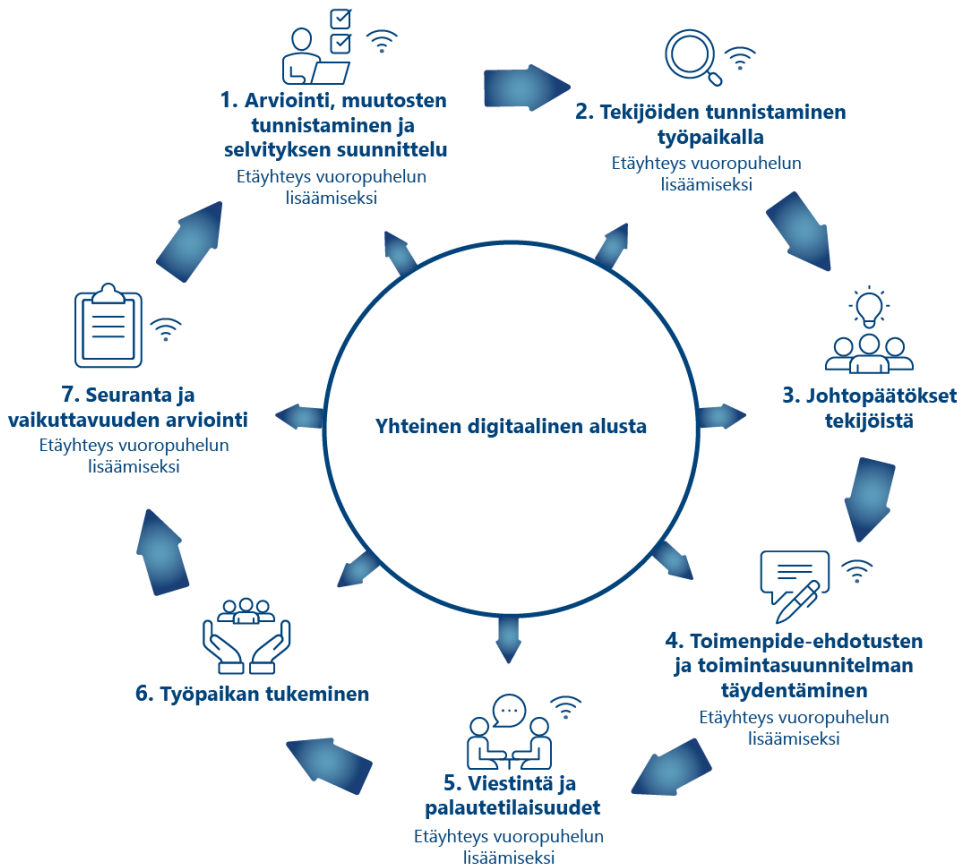 1. Arviointi, muutosten
tunnistaminen ja
selvityksen suunnittelu
Etäyhteys vuoropuhelun
lisäämiseksi
2. Tekijöiden tunnistaminen
työpaikalla
Etäyhteys vuoropuhelun
lisäämiseksi
3. Johtopäätökset
tekijöistä
4. Toimenpide-ehdotusten
ja toimintasuunnitelman
täydentäminen
Etäyhteys vuoropuhelun
lisäämiseksi
5. Viestintä ja
palautetilaisuudet
Etäyhteys vuoropuhelun
lisäämiseksi
6. Työpaikan tukeminen
7. Seuranta ja
vaikuttavuuden arviointi
Etäyhteys vuoropuhelun
lisäämiseksi
Yhteinen digitaalinen alusta